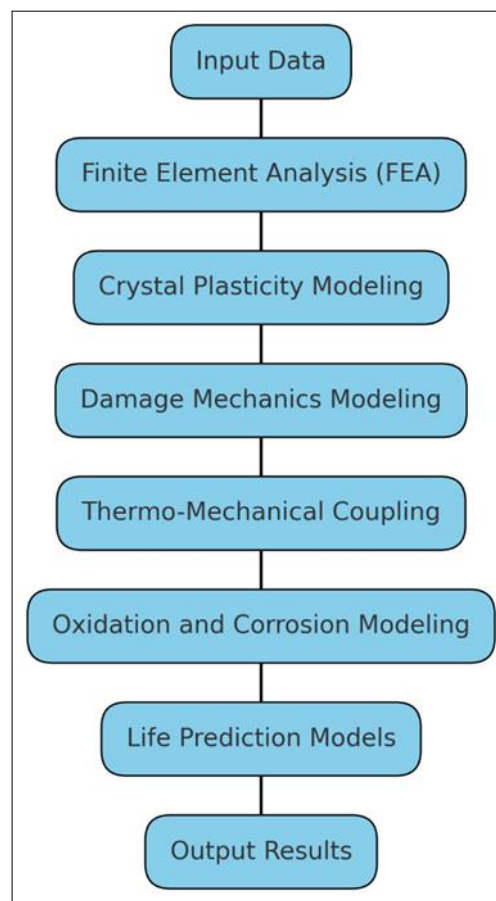 Input Data
Finite Element Analysis (FEA)
Crystal Plasticity Modeling
Damage Mechanics Modeling
Thermo-Mechanical Coupling
Oxidation and Corrosion Modeling
Life Prediction Models
Output Results